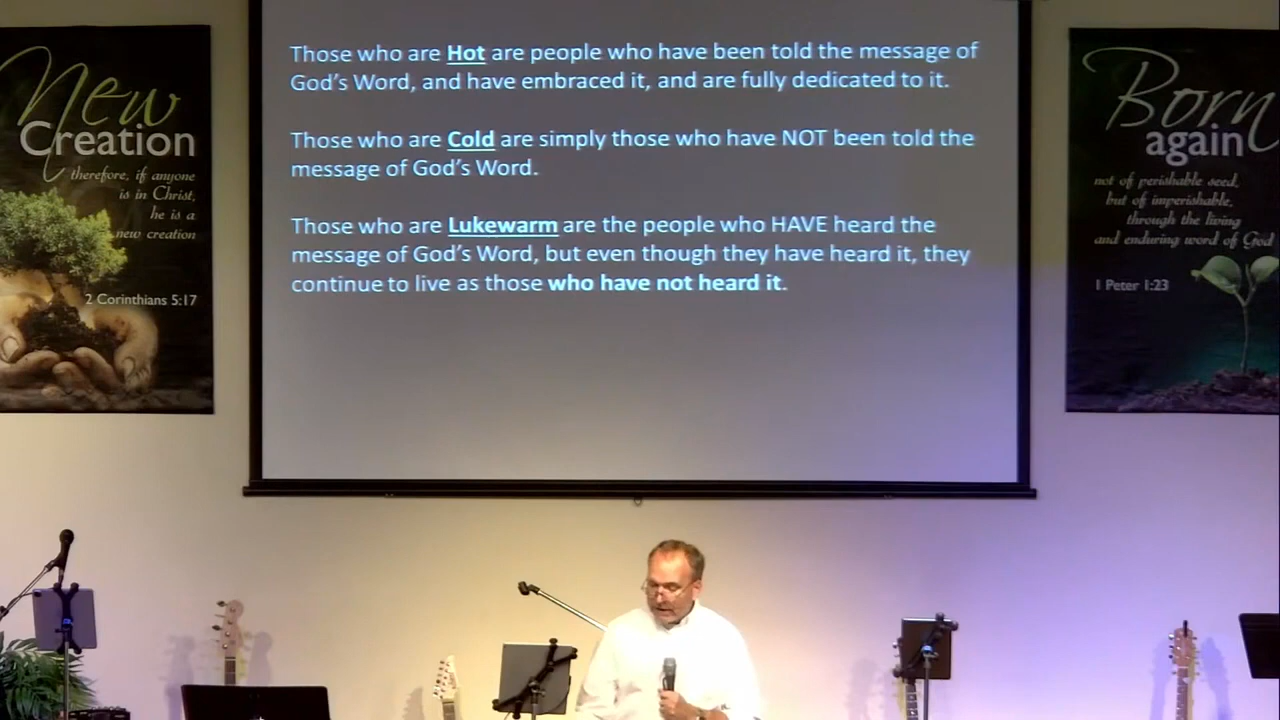 Those who are Hot are people who have been told the message of
God's Word, and have embraced it, and are fully dedicated to it.
Those who are Cold are simply those who have NOT been told the
message of God's Word.
Those who are Lukewarm are the people who HAVE heard the
message of God's Word, but even though they have heard it, they
continue to live as those who have not heard it.
New
Creation
therefore, if anyone
is in Christ,
he is a
new creation
2 Corinthians 5:17
Born
again
not of perishable seed,
but of imperishable,
through the living
and enduring word of God
1 Peter 1:23